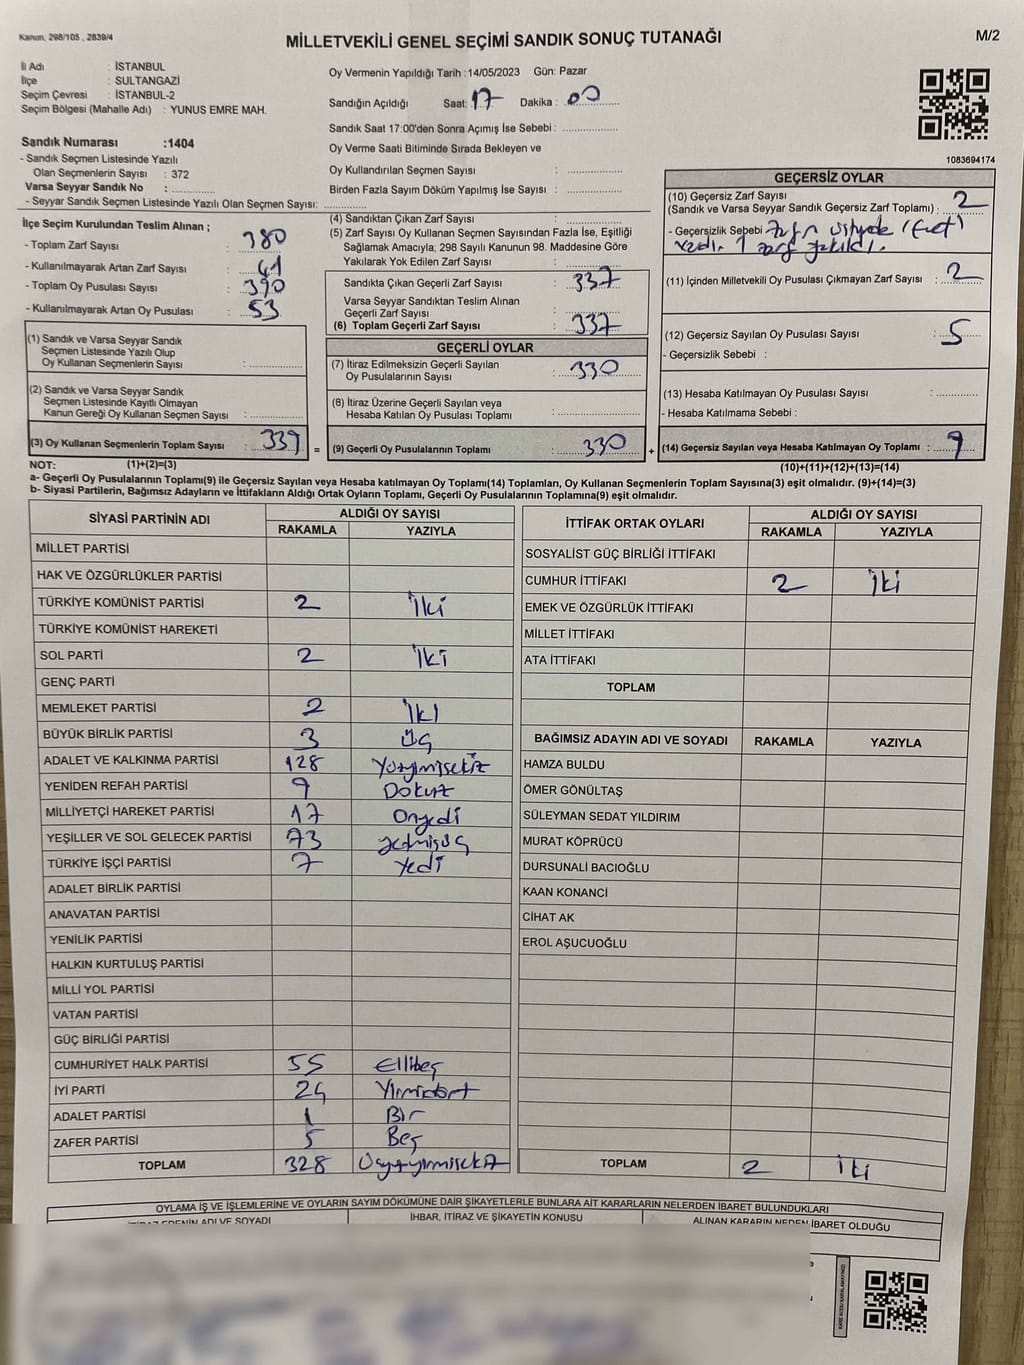 Kanun: 298/105 , 2839/4
MİLLETVEKİLİ GENEL SEÇİMİ SANDIK SONUÇ TUTANAĞI
M/2
İl Adı : İSTANBUL
İlçe : SULTANGAZİ
Seçim Çevresi : İSTANBUL-2
Seçim Bölgesi (Mahalle Adı) : YUNUS EMRE MAH.
Sandık Numarası :1404
- Sandık Seçmen Listesinde Yazılı
Olan Seçmenlerin Sayısı : 372
Varsa Seyyar Sandık No : ............
- Seyyar Sandık Seçmen Listesinde Yazılı Olan Seçmen Sayısı: ............
Oy Vermenin Yapıldığı Tarih :14/05/2023 Gün: Pazar
Sandığın Açıldığı Saat: 17 Dakika : 00
Sandık Saat 17:00'den Sonra Açımış İse Sebebi : ................
Oy Verme Saati Bitiminde Sırada Bekleyen ve
Oy Kullandırılan Seçmen Sayısı : ................
Birden Fazla Sayım Döküm Yapılmış İse Sayısı : ................
1083694174
İlçe Seçim Kurulundan Teslim Alınan ;
- Toplam Zarf Sayısı : 380
- Kullanılmayarak Artan Zarf Sayısı : 41
- Toplam Oy Pusulası Sayısı : 390
- Kullanılmayarak Artan Oy Pusulası : 53
(1) Sandık ve Varsa Seyyar Sandık
Seçmen Listesinde Yazılı Olup
Oy Kullanan Seçmenlerin Sayısı : ............
(2) Sandık ve Varsa Seyyar Sandık
Seçmen Listesinde Kayıtlı Olmayan
Kanun Gereği Oy Kullanan Seçmen Sayısı : ............
(3) Oy Kullanan Seçmenlerin Toplam Sayısı : 339 =
(4) Sandıktan Çıkan Zarf Sayısı : ............
(5) Zarf Sayısı Oy Kullanan Seçmen Sayısından Fazla İse, Eşitliği
Sağlamak Amacıyla; 298 Sayılı Kanunun 98. Maddesine Göre
Yakılarak Yok Edilen Zarf Sayısı : ............
Sandıkta Çıkan Geçerli Zarf Sayısı : 337
Varsa Seyyar Sandıktan Teslim Alınan
Geçerli Zarf Sayısı : ............
(6) Toplam Geçerli Zarf Sayısı : 337
GEÇERLİ OYLAR
(7) İtiraz Edilmeksizin Geçerli Sayılan
Oy Pusulalarının Sayısı : 330
(8) İtiraz Üzerine Geçerli Sayılan veya
Hesaba Katılan Oy Pusulası Toplamı : ............
(9) Geçerli Oy Pusulalarının Toplamı : 330 +
GEÇERSİZ OYLAR
(10) Geçersiz Zarf Sayısı
(Sandık ve Varsa Seyyar Sandık Geçersiz Zarf Toplamı) : 2
- Geçersizlik Sebebi (Evet)
1 zarf yakıldı.
(11) İçinden Milletvekili Oy Pusulası Çıkmayan Zarf Sayısı : 2
(12) Geçersiz Sayılan Oy Pusulası Sayısı : 5
- Geçersizlik Sebebi :
(13) Hesaba Katılmayan Oy Pusulası Sayısı : ............
- Hesaba Katılmama Sebebi :
(14) Geçersiz Sayılan veya Hesaba Katılmayan Oy Toplamı : 9
NOT: (1)+(2)=(3) (10)+(11)+(12)+(13)=(14)
a- Geçerli Oy Pusulalarının Toplamı(9) ile Geçersiz Sayılan veya Hesaba katılmayan Oy Toplamı(14) Toplamları, Oy Kullanan Seçmenlerin Toplam Sayısına(3) eşit olmalıdır. (9)+(14)=(3)
b- Siyasi Partilerin, Bağımsız Adayların ve İttifakların Aldığı Ortak Oyların Toplamı, Geçerli Oy Pusulalarının Toplamına(9) eşit olmalıdır.
SİYASİ PARTİNİN ADI ALDIĞI OY SAYISI
RAKAMLA YAZIYLA
MİLLET PARTİSİ
HAK VE ÖZGÜRLÜKLER PARTİSİ
TÜRKİYE KOMÜNİST PARTİSİ 2 İki
TÜRKİYE KOMÜNİST HAREKETİ
SOL PARTİ 2 İki
GENÇ PARTİ
MEMLEKET PARTİSİ 2 İki
BÜYÜK BİRLİK PARTİSİ 3 Üç
ADALET VE KALKINMA PARTİSİ 128 Yüzyirmisekiz
YENİDEN REFAH PARTİSİ 9 Dokuz
MİLLİYETÇİ HAREKET PARTİSİ 17 Onyedi
YEŞİLLER VE SOL GELECEK PARTİSİ 73 Yetmişüç
TÜRKİYE İŞÇİ PARTİSİ 7 Yedi
ADALET BİRLİK PARTİSİ
ANAVATAN PARTİSİ
YENİLİK PARTİSİ
HALKIN KURTULUŞ PARTİSİ
MİLLİ YOL PARTİSİ
VATAN PARTİSİ
GÜÇ BİRLİĞİ PARTİSİ
CUMHURİYET HALK PARTİSİ 55 Ellibeş
İYİ PARTİ 24 Yirmidört
ADALET PARTİSİ 1 Bir
ZAFER PARTİSİ 5 Beş
TOPLAM 328 Üçyüzyirmisekiz
İTTİFAK ORTAK OYLARI ALDIĞI OY SAYISI
RAKAMLA YAZIYLA
SOSYALİST GÜÇ BİRLİĞİ İTTİFAKI
CUMHUR İTTİFAKI 2 İki
EMEK VE ÖZGÜRLÜK İTTİFAKI
MİLLET İTTİFAKI
ATA İTTİFAKI
TOPLAM
BAĞIMSIZ ADAYIN ADI VE SOYADI RAKAMLA YAZIYLA
HAMZA BULDU
ÖMER GÖNÜLTAŞ
SÜLEYMAN SEDAT YILDIRIM
MURAT KÖPRÜCÜ
DURSUNALİ BACIOĞLU
KAAN KONANCİ
CİHAT AK
EROL AŞUCUOĞLU
TOPLAM 2 İki
OYLAMA İŞ VE İŞLEMLERİNE VE OYLARIN SAYIM DÖKÜMÜNE DAİR ŞİKAYETLERLE BUNLARA AİT KARARLARIN NELERDEN İBARET BULUNDUKLARI
İTİRAZ EDENİN ADI VE SOYADI İHBAR, İTİRAZ VE ŞİKAYETİN KONUSU ALINAN KARARIN NEDEN İBARET OLDUĞU